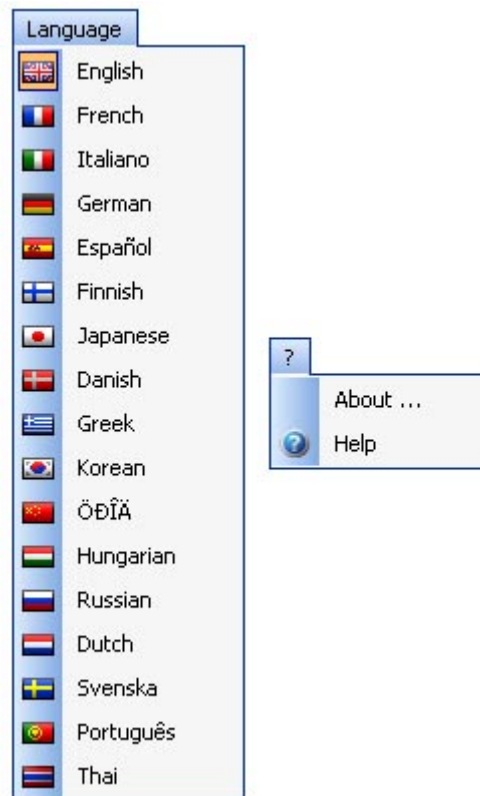 Language
English
French
Italiano
German
Español
Finnish
Japanese
Danish
Greek
Korean
ÖÐÎÄ
Hungarian
Russian
Dutch
Svenska
Português
Thai
?
About ...
Help